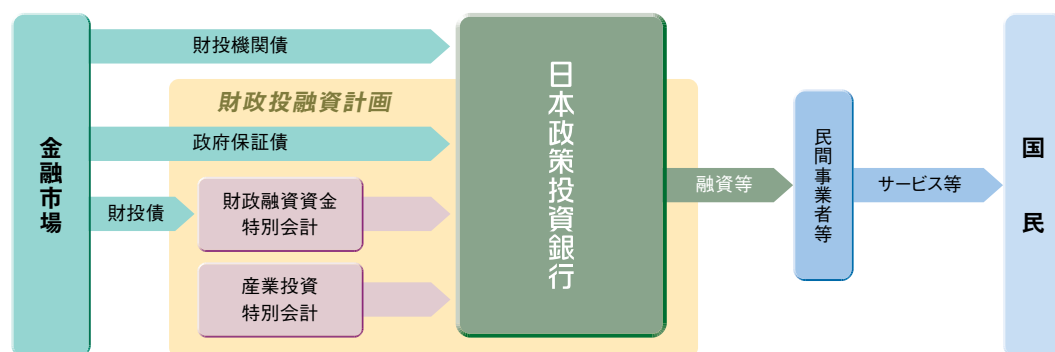 金融市場
財投機関債
財政投融資計画
政府保証債
財投債
財政融資資金
特別会計
産業投資
特別会計
日本政策投資銀行
融資等
民間事業者等
サービス等
国民